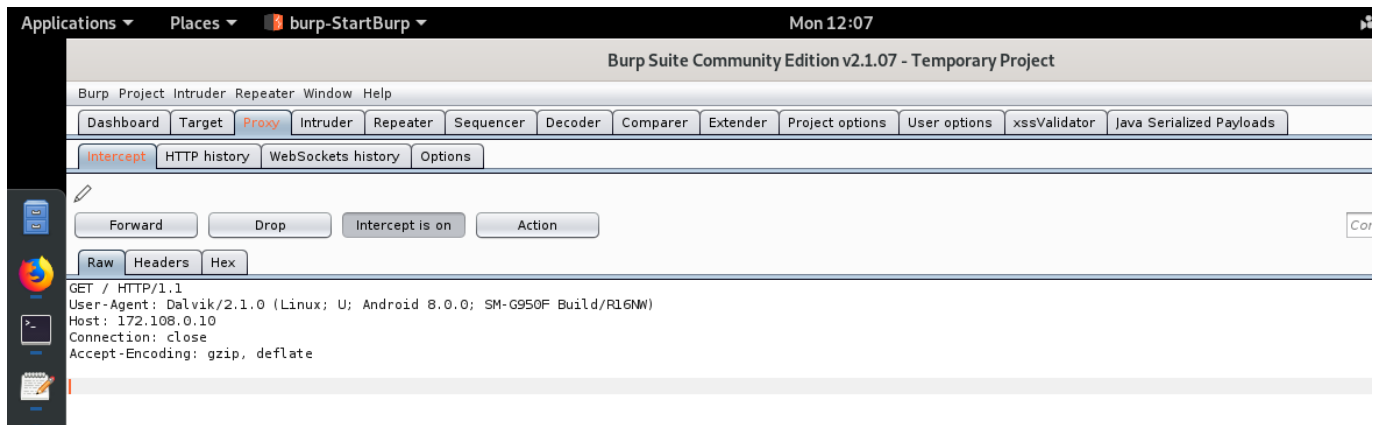 Applications Places burp-StartBurp Mon 12:07
Burp Suite Community Edition v2.1.07 - Temporary Project
Burp Project Intruder Repeater Window Help
Dashboard Target Proxy Intruder Repeater Sequencer Decoder Comparer Extender Project options User options xssValidator Java Serialized Payloads
Intercept HTTP history WebSockets history Options
Forward Drop Intercept is on Action
Raw Headers Hex
GET / HTTP/1.1
User-Agent: Dalvik/2.1.0 (Linux; U; Android 8.0.0; SM-G950F Build/R16NW)
Host: 172.108.0.10
Connection: close
Accept-Encoding: gzip, deflate